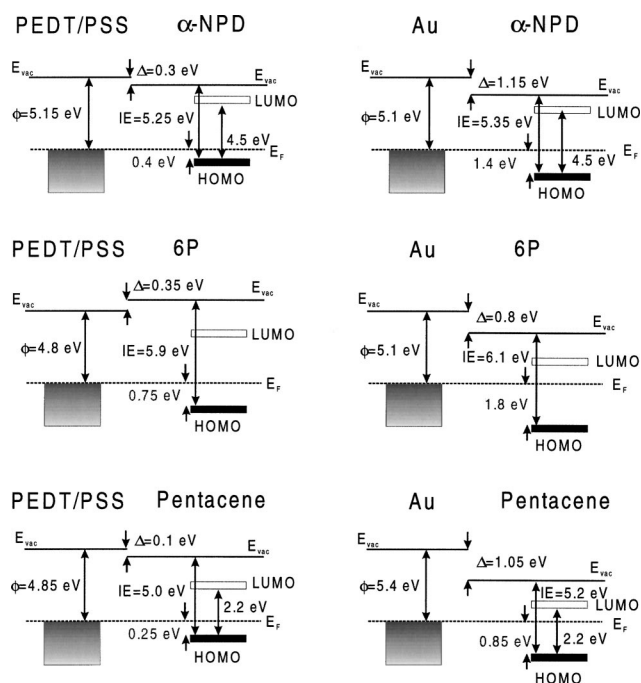 PEDT/PSS α-NPD
E_vac
Δ=0.3 eV
E_vac
LUMO
ϕ=5.15 eV
IE=5.25
4.5 eV
E_F
0.4 eV
HOMO
Au α-NPD
E_vac
Δ=1.15 eV
E_vac
LUMO
ϕ=5.1 eV
IE=5.35
E_F
1.4 eV
4.5 eV
HOMO
PEDT/PSS 6P
Δ=0.35 eV
E_vac
E_vac
LUMO
ϕ=4.8 eV
IE=5.9 eV
E_F
0.75 eV
HOMO
Au 6P
E_vac
Δ=0.8 eV
E_vac
ϕ=5.1 eV
IE=6.1 eV
LUMO
E_F
1.8 eV
HOMO
PEDT/PSS Pentacene
E_vac
Δ=0.1 eV
E_vac
LUMO
ϕ=4.85 eV
IE=5.0 eV
2.2 eV
E_F
0.25 eV
HOMO
Au Pentacene
E_vac
Δ=1.05 eV
E_vac
ϕ=5.4 eV
IE=5.2 eV
LUMO
E_F
0.85 eV
2.2 eV
HOMO